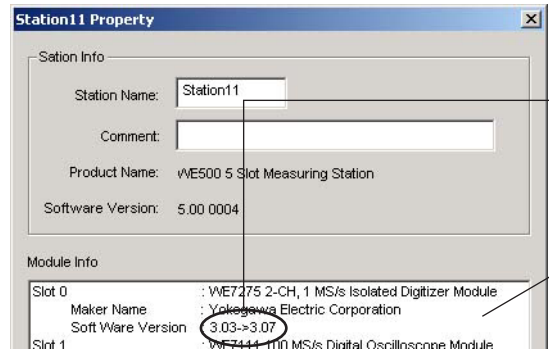 Station11 Property
Sation Info
Station Name: Station11
Comment:
Product Name: WE500 5 Slot Measuring Station
Software Version: 5.00 0004
Module Info
Slot 0 : WE7275 2-CH, 1 MS/s Isolated Digitizer Module
Maker Name : Yokogawa Electric Corporation
Soft Ware Version 3.03->3.07
Slot 1 : WE7111 100 MS/s Digital Oscilloscope Module